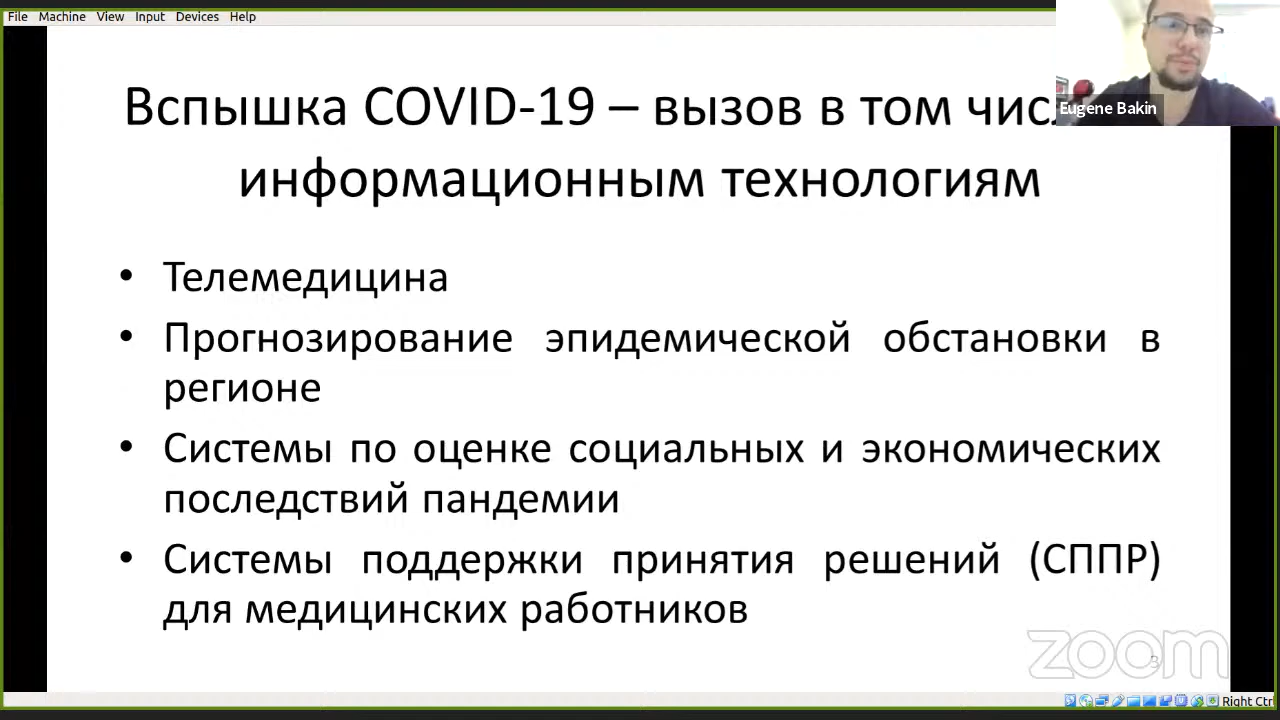 File Machine View Input Devices Help
Вспышка COVID-19 – вызов в том
Eugene Bakin
информационным технологиям
• Телемедицина
• Прогнозирование эпидемической обстановки в
регионе
• Системы по оценке социальных и экономических
последствий пандемии
• Системы поддержки принятия решений (СППР)
для медицинских работников
zoom
3
Right Ctrl